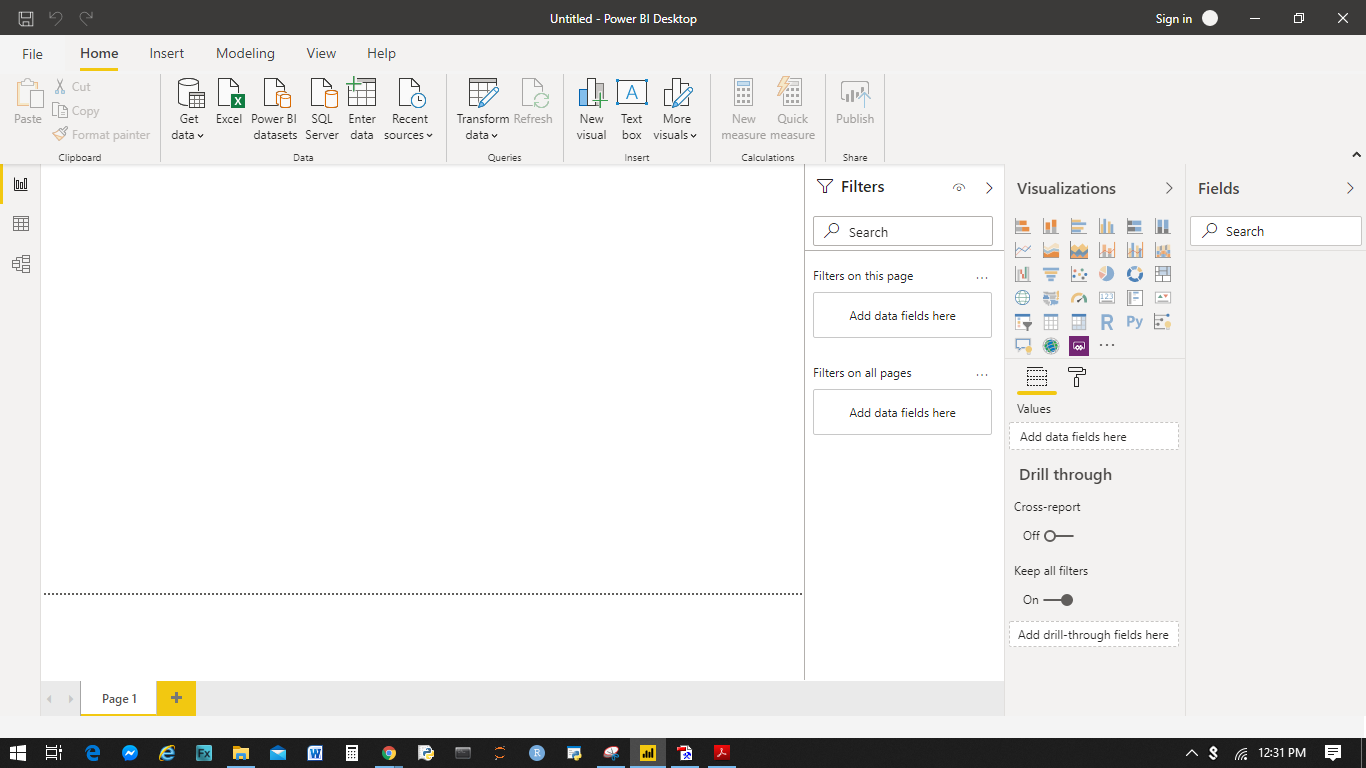 Untitled - Power BI Desktop
Sign in
File Home Insert Modeling View Help
Paste
Cut
Copy
Format painter
Clipboard
Get data
Excel
Power BI datasets
SQL Server
Enter data
Recent sources
Data
Transform data
Refresh
Queries
New visual
Text box
More visuals
Insert
New measure
Quick measure
Calculations
Publish
Share
Filters
Search
Filters on this page
Add data fields here
Filters on all pages
Add data fields here
Visualizations
123
R
Py
Values
Add data fields here
Drill through
Cross-report
Off
Keep all filters
On
Add drill-through fields here
Fields
Search
Page 1
12:31 PM